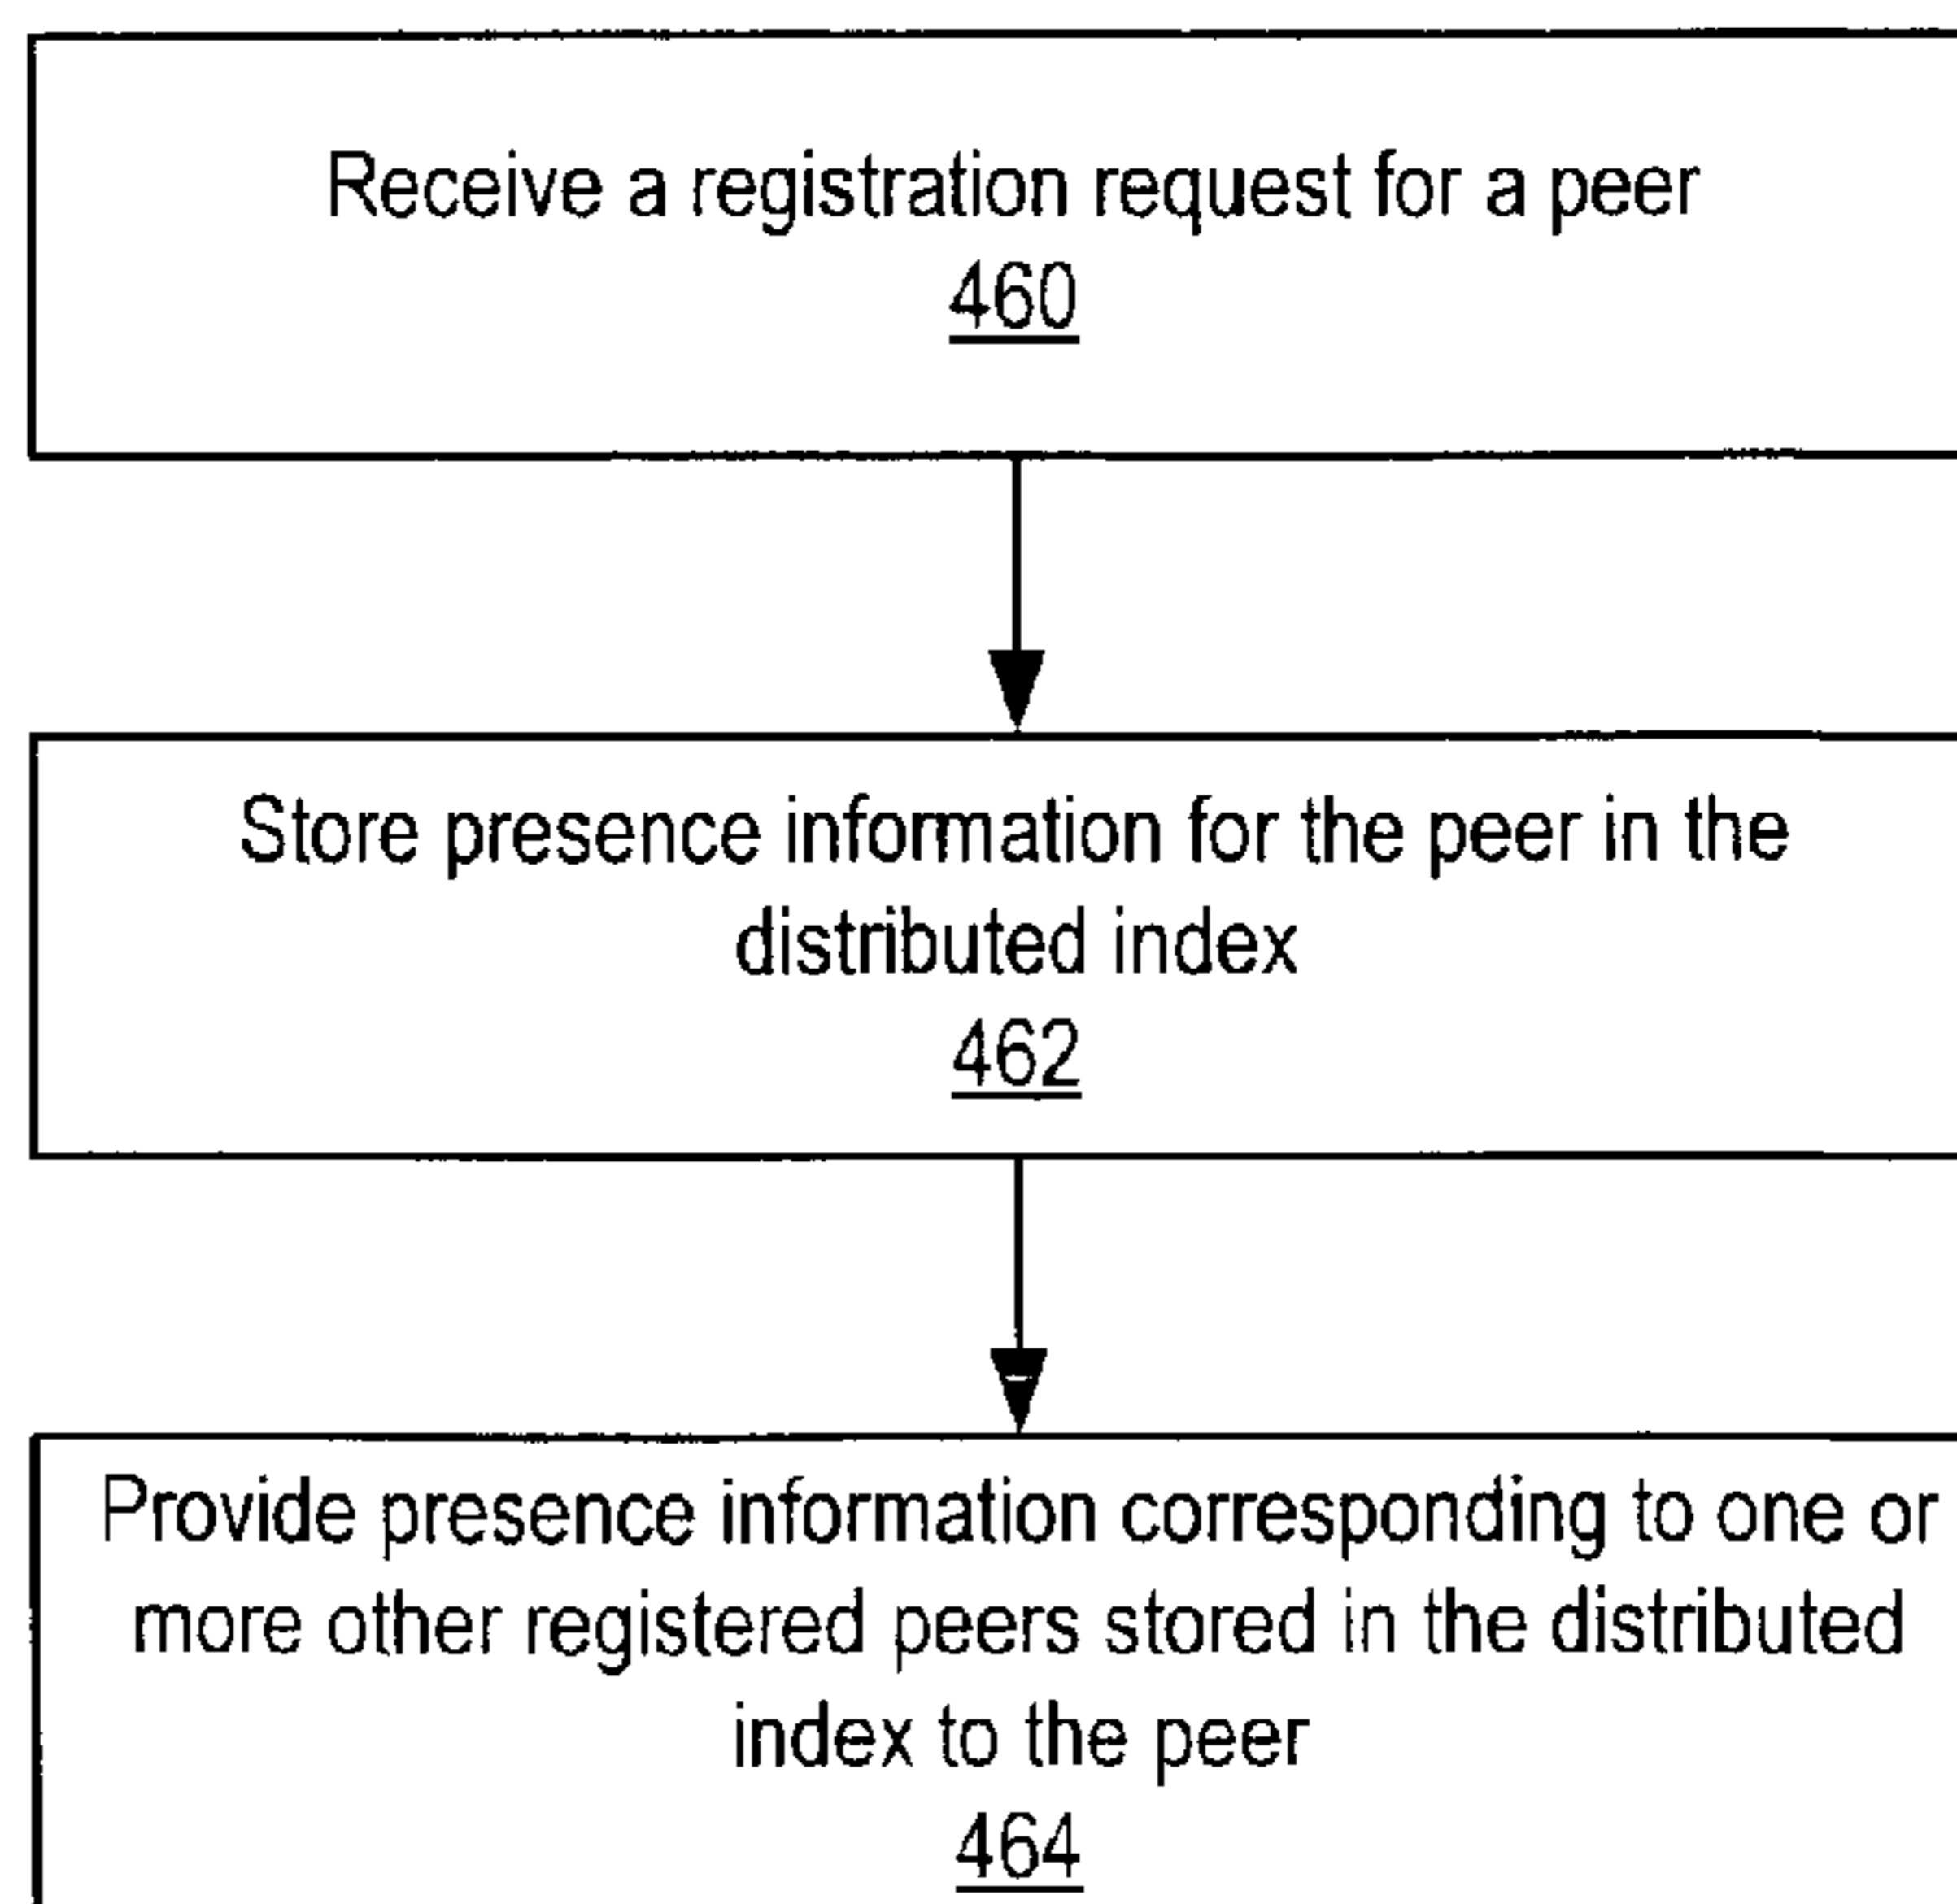 Receive a registration request for a peer
460
Store presence information for the peer in the
distributed index
462
Provide presence information corresponding to one or
more other registered peers stored in the distributed
index to the peer
464